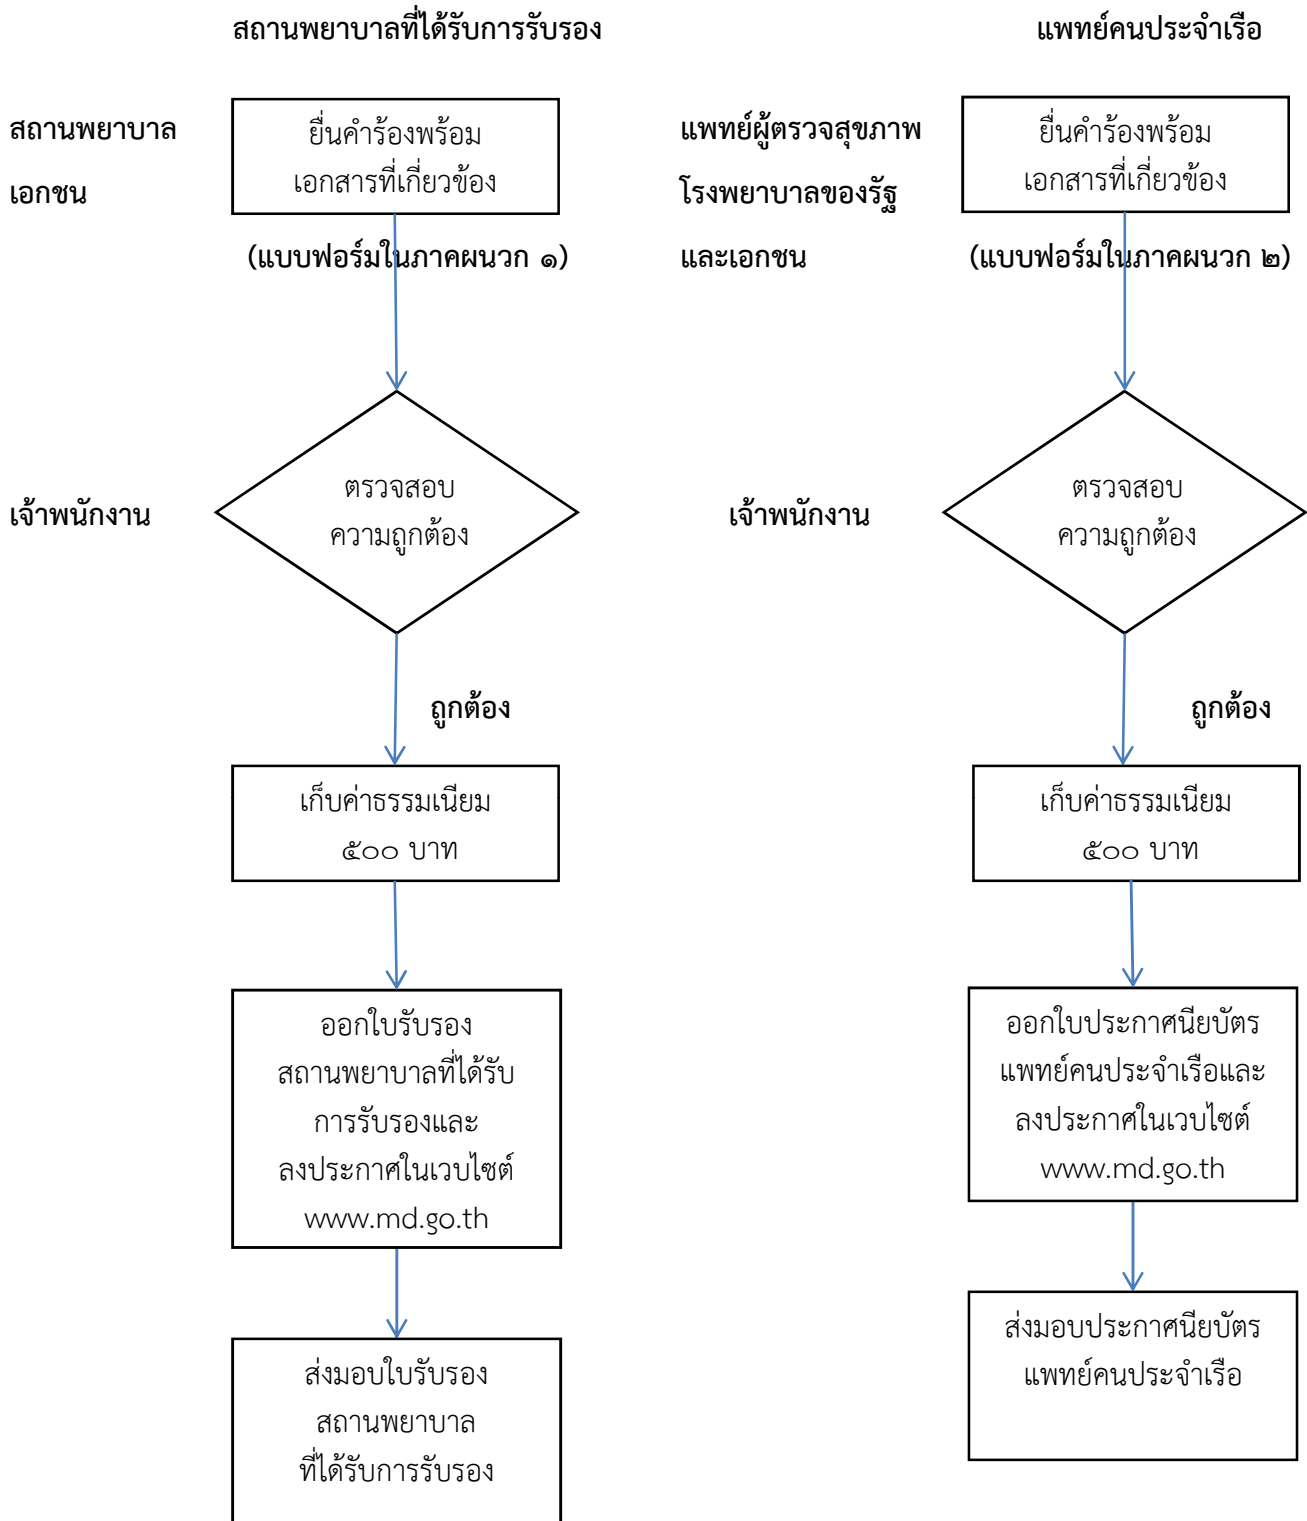 สถานพยาบาลที่ได้รับการรับรอง
แพทย์คนประจำเรือ
สถานพยาบาล
เอกชน
ยื่นคำร้องพร้อม
เอกสารที่เกี่ยวข้อง
(แบบฟอร์มในภาคผนวก ๑)
แพทย์ผู้ตรวจสุขภาพ
โรงพยาบาลของรัฐ
และเอกชน
ยื่นคำร้องพร้อม
เอกสารที่เกี่ยวข้อง
(แบบฟอร์มในภาคผนวก ๒)
เจ้าพนักงาน
ตรวจสอบ
ความถูกต้อง
เจ้าพนักงาน
ตรวจสอบ
ความถูกต้อง
ถูกต้อง
ถูกต้อง
เก็บค่าธรรมเนียม
๕๐๐ บาท
เก็บค่าธรรมเนียม
๕๐๐ บาท
ออกใบรับรอง
สถานพยาบาลที่ได้รับ
การรับรองและ
ลงประกาศในเวบไซต์
www.md.go.th
ออกใบประกาศนียบัตร
แพทย์คนประจำเรือและ
ลงประกาศในเวบไซต์
www.md.go.th
ส่งมอบใบรับรอง
สถานพยาบาล
ที่ได้รับการรับรอง
ส่งมอบประกาศนียบัตร
แพทย์คนประจำเรือ